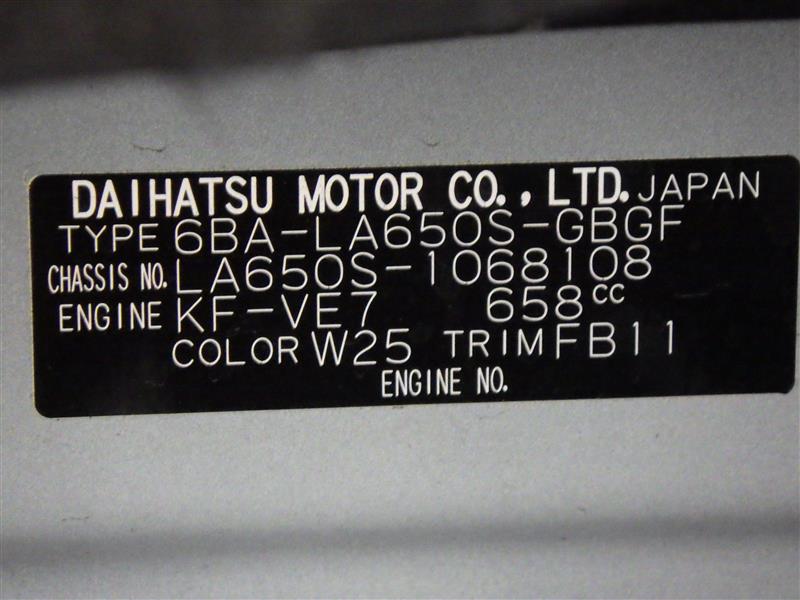 DAIHATSU MOTOR CO., LTD. JAPAN
TYPE 6BA-LA650S-GBGF
CHASSIS NO. LA650S-1068108
ENGINE KF-VE7 658cc
COLOR W25 TRIM FB11
ENGINE NO.